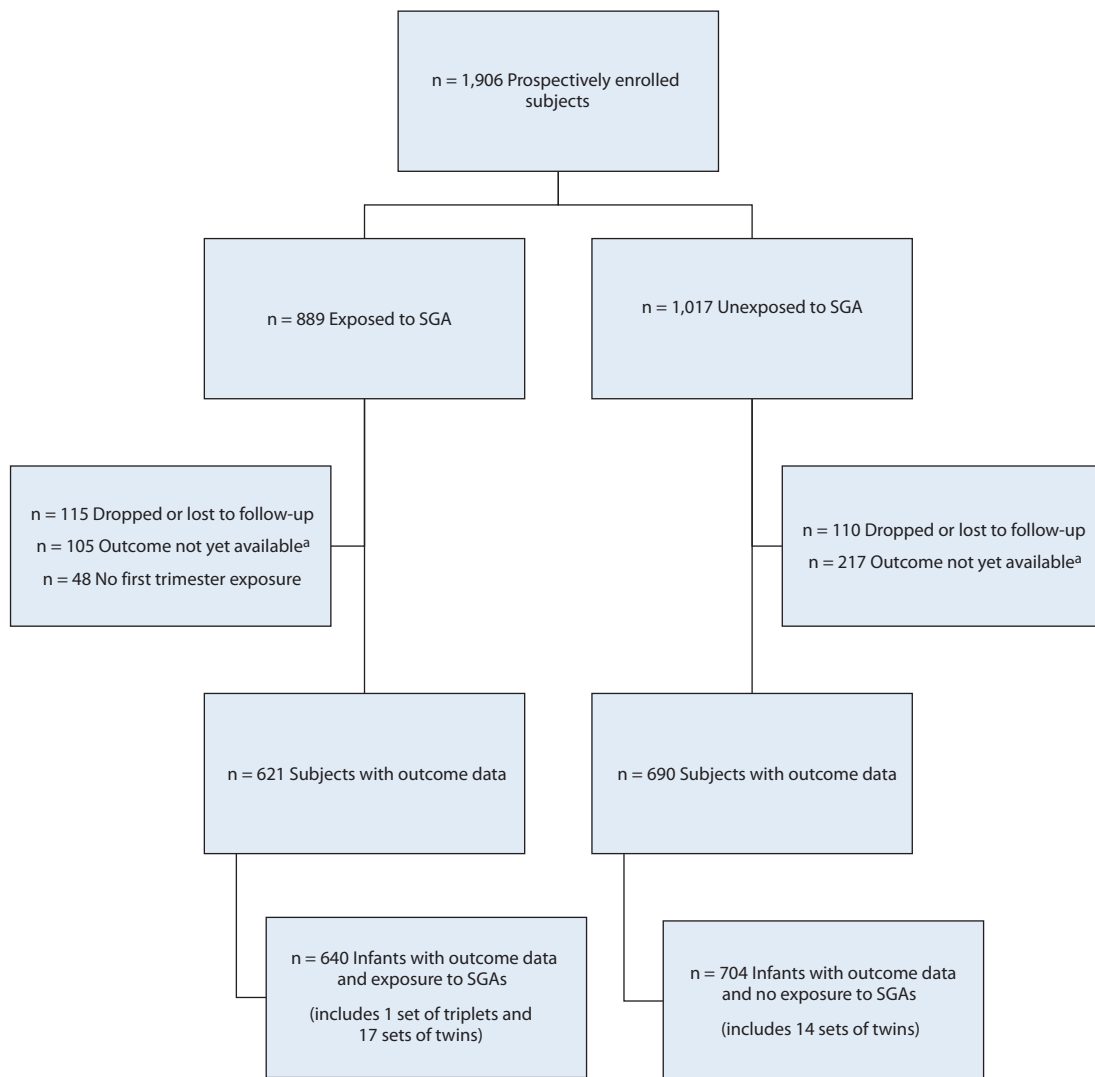 n = 1,906 Prospectively enrolled
subjects
n = 889 Exposed to SGA
n = 1,017 Unexposed to SGA
n = 115 Dropped or lost to follow-up
n = 105 Outcome not yet availableᵃ
n = 48 No first trimester exposure
n = 110 Dropped or lost to follow-up
n = 217 Outcome not yet availableᵃ
n = 621 Subjects with outcome data
n = 690 Subjects with outcome data
n = 640 Infants with outcome data
and exposure to SGAs
(includes 1 set of triplets and
17 sets of twins)
n = 704 Infants with outcome data
and no exposure to SGAs
(includes 14 sets of twins)